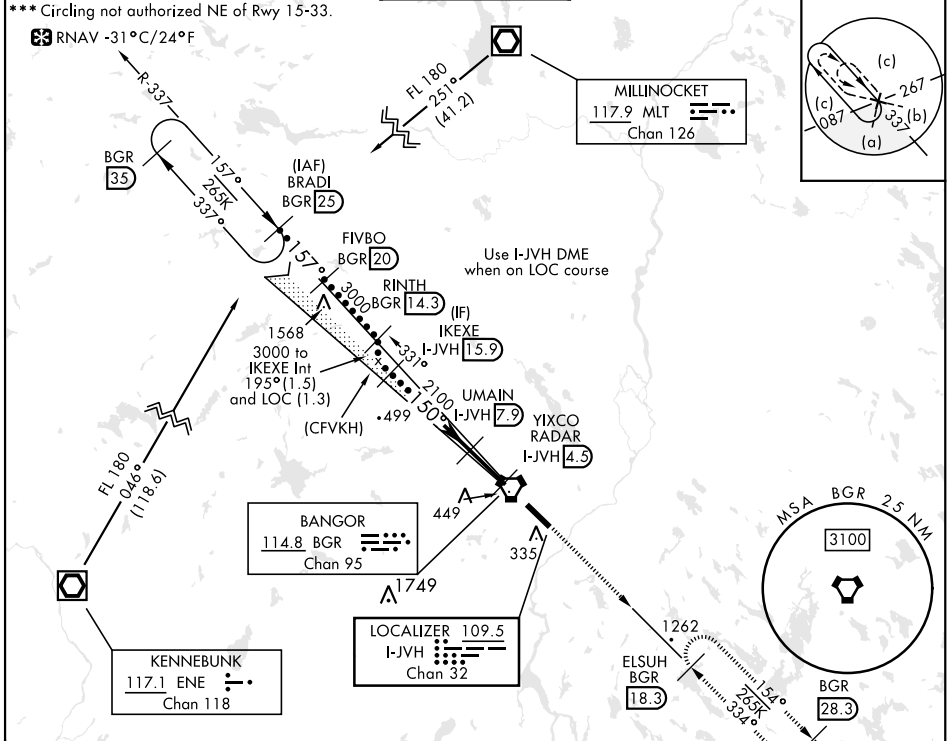 *** Circling not authorized NE of Rwy 15-33.
RNAV -31°C/24°F
R-337
FL 180
251°
(41.2)
MILLINOCKET
117.9 MLT
Chan 126
(c)
267
(c)
087
337
(b)
(a)
BGR
35
157°
265K
337°
(IAF)
BRADI
BGR 25
157°
FIVBO
BGR 20
Use I-JVH DME
when on LOC course
3000
RINTH
BGR 14.3
(IF)
IKEXE
I-JVH 15.9
1568
3000 to
IKEXE Int
195° (1.5)
and LOC (1.3)
331°
2100
UMAIN
I-JVH 7.9
150°
499
(CFVKH)
YIXCO
RADAR
I-JVH 4.5
FL 180
046°
(118.6)
449
BANGOR
114.8 BGR
Chan 95
335
1749
MSA BGR 25 NM
3100
LOCALIZER 109.5
I-JVH
Chan 32
1262
KENNEBUNK
117.1 ENE
Chan 118
ELSUH
BGR
18.3
154°
265K
334°
BGR
28.3